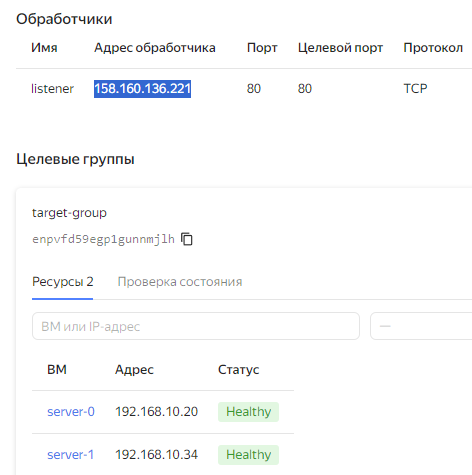 Обработчики
Имя Адрес обработчика Порт Целевой порт Протокол
listener 158.160.136.221 80 80 TCP
Целевые группы
target-group
enpvfd59egp1gunnmjlh
Ресурсы 2 Проверка состояния
ВМ или IP-адрес —
ВМ Адрес Статус
server-0 192.168.10.20 Healthy
server-1 192.168.10.34 Healthy